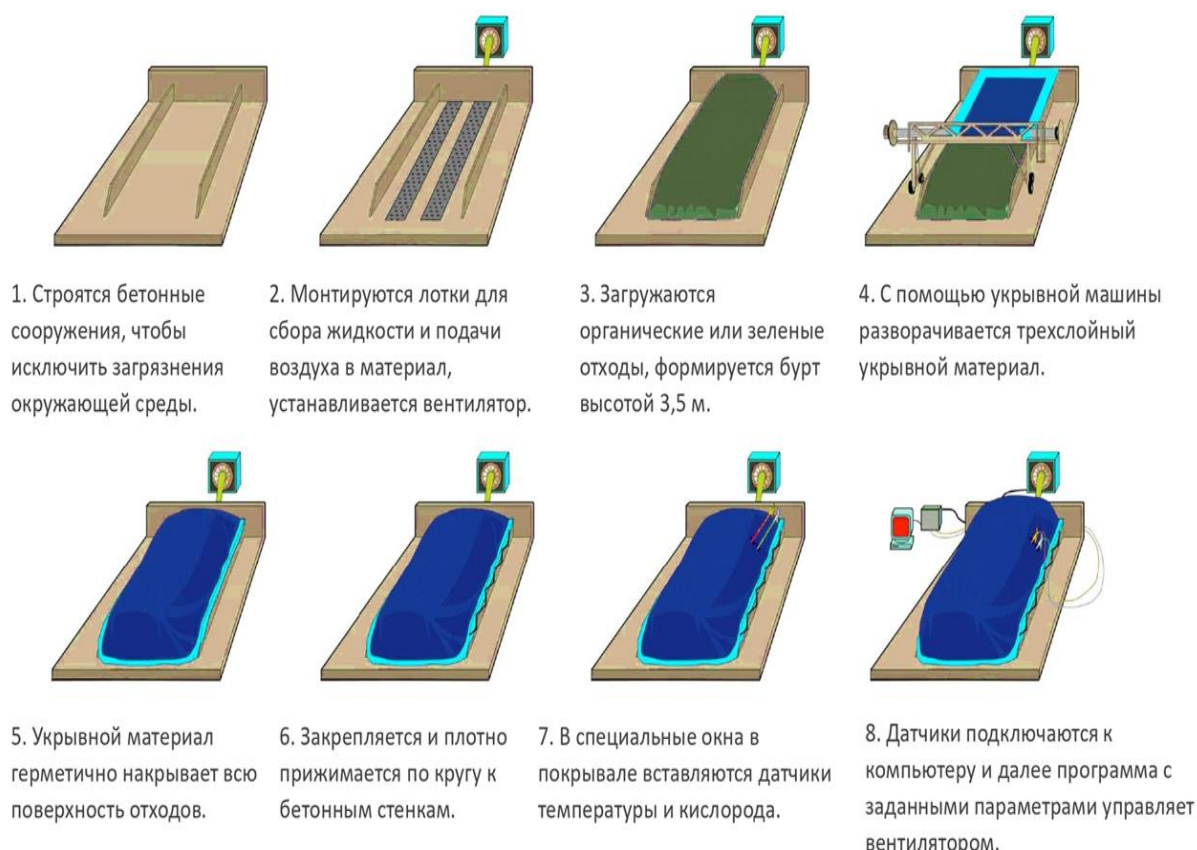 1. Строятся бетонные
сооружения, чтобы
исключить загрязнения
окружающей среды.
2. Монтируются лотки для
сбора жидкости и подачи
воздуха в материал,
устанавливается вентилятор.
3. Загружаются
органические или зеленые
отходы, формируется бурт
высотой 3,5 м.
4. С помощью укрывной машины
разворачивается трехслойный
укрывной материал.
5. Укрывной материал
герметично накрывает всю
поверхность отходов.
6. Закрепляется и плотно
прижимается по кругу к
бетонным стенкам.
7. В специальные окна в
покрывале вставляются датчики
температуры и кислорода.
8. Датчики подключаются к
компьютеру и далее программа с
заданными параметрами управляет
вентилятором.